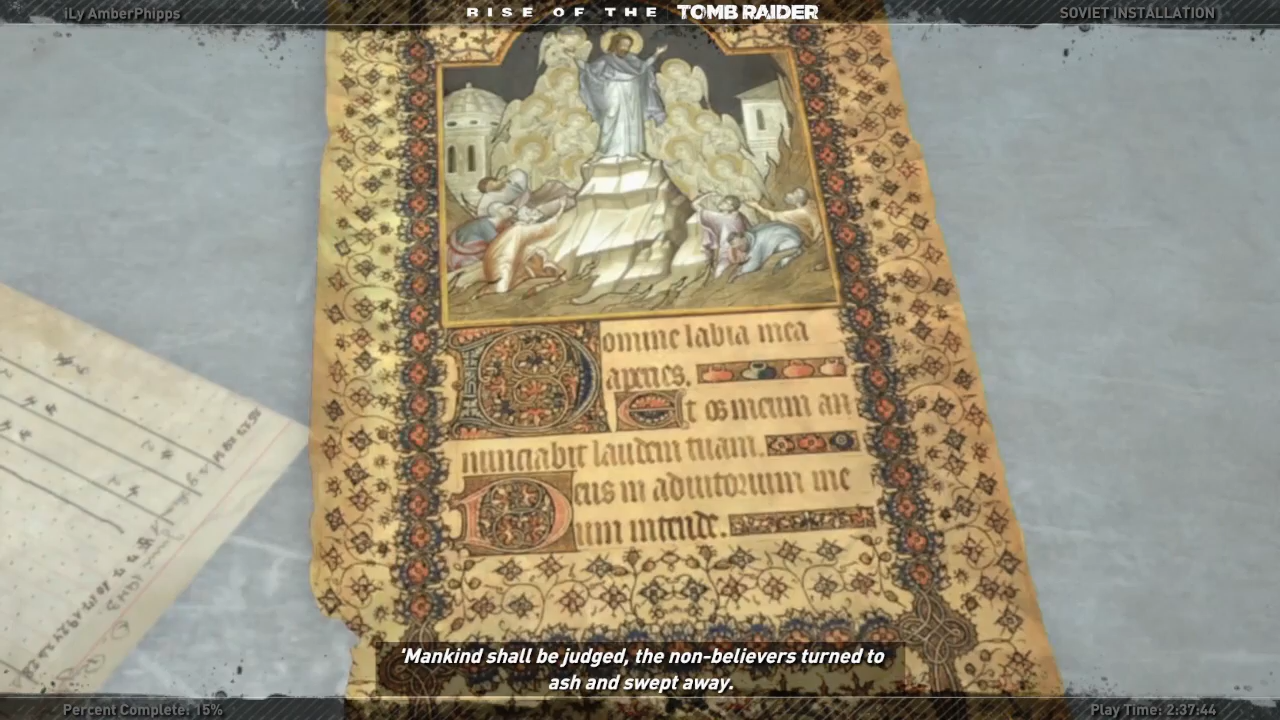 iLy AmberPhipps
RISE OF THE TOMB RAIDER
SOVIET INSTALLATION
Domine labia mea
aperies.
Et os meum an
nunciabit laudem tuam.
Deus in adiutorium me
um intende.
'Mankind shall be judged, the non-believers turned to
ash and swept away.
Percent Complete: 15%
Play Time: 2:37:44